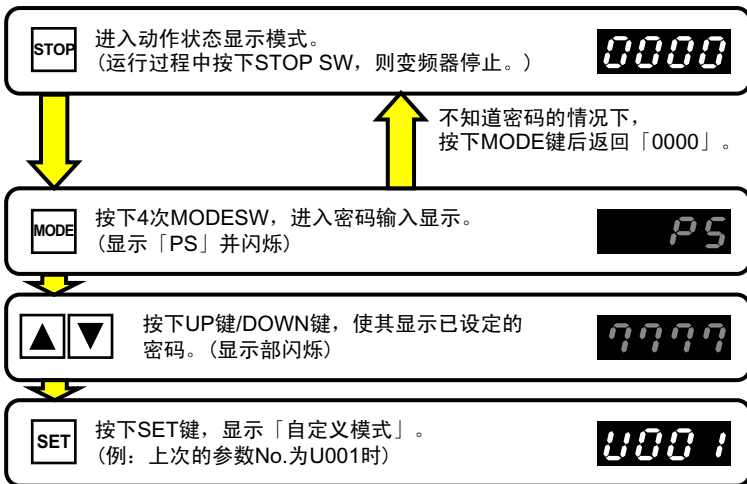 STOP
进入动作状态显示模式。
(运行过程中按下STOP SW，则变频器停止。)
0000
不知道密码的情况下，
按下MODE键后返回「0000」。
MODE
按下4次MODESW，进入密码输入显示。
(显示「PS」并闪烁)
PS
按下UP键/DOWN键，使其显示已设定的
密码。(显示部闪烁)
7777
SET
按下SET键，显示「自定义模式」。
(例：上次的参数No.为U001时)
U001